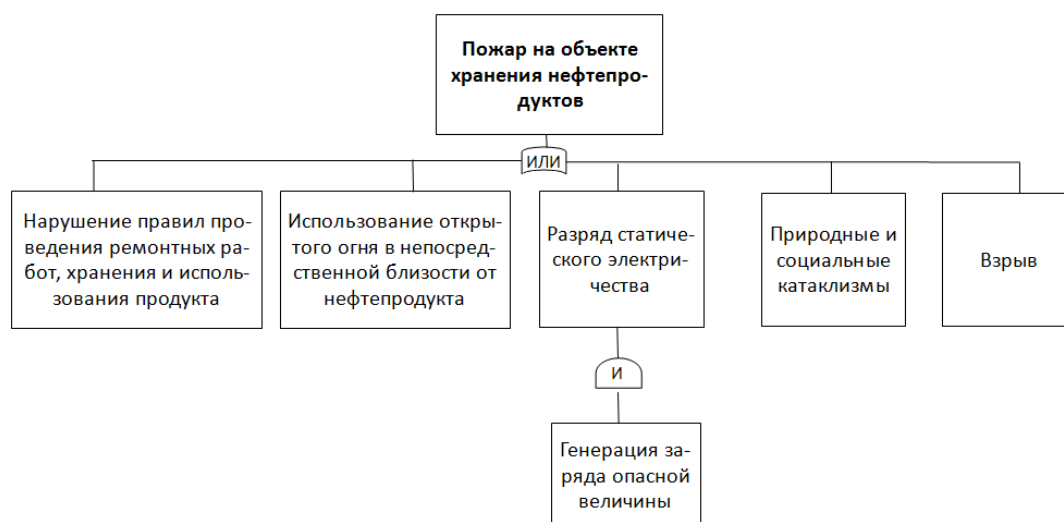 Пожар на объекте
хранения нефтепро-
дуктов
ИЛИ
Нарушение правил про-
ведения ремонтных ра-
бот, хранения и исполь-
зования продукта
Использование откры-
того огня в непосред-
ственной близости от
нефтепродукта
Разряд статиче-
ского электри-
чества
Природные и
социальные
катаклизмы
Взрыв
И
Генерация за-
ряда опасной
величины